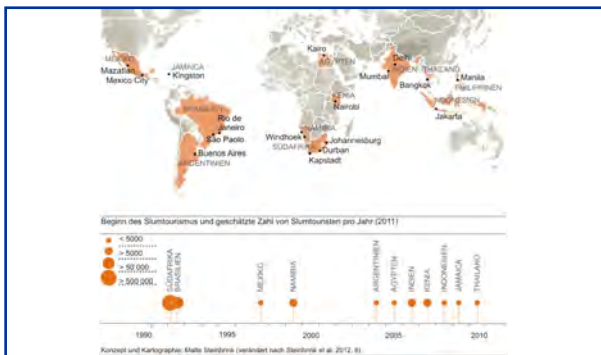 MEXIKO
Mazatlan
Mexico City
JAMAICA
Kingston
Kairo
ÄGYPTEN
Delhi
Mumbai
INDIEN
THAILAND
Bangkok
Manila
PHILIPPINEN
KENIA
Nairobi
INDONESIEN
Jakarta
BRASILIEN
Rio de
Janeiro
São Paolo
Buenos Aires
ARGENTINIEN
NAMIBIA
Windhoek
SÜDAFRIKA
Johannesburg
Durban
Kapstadt
Beginn des Slumtourismus und geschätzte Zahl von Slumtouristen pro Jahr (2011)
< 5000
> 5000
> 50 000
> 500 000
SÜDAFRIKA
BRASILIEN
MEXIKO
NAMIBIA
ARGENTINIEN
ÄGYPTEN
INDIEN
KENIA
INDONESIEN
JAMAICA
THAILAND
1990
1995
2000
2005
2010
Konzept und Kartographie: Malte Steinbrink (verändert nach Steinbrink et al. 2012, 6)